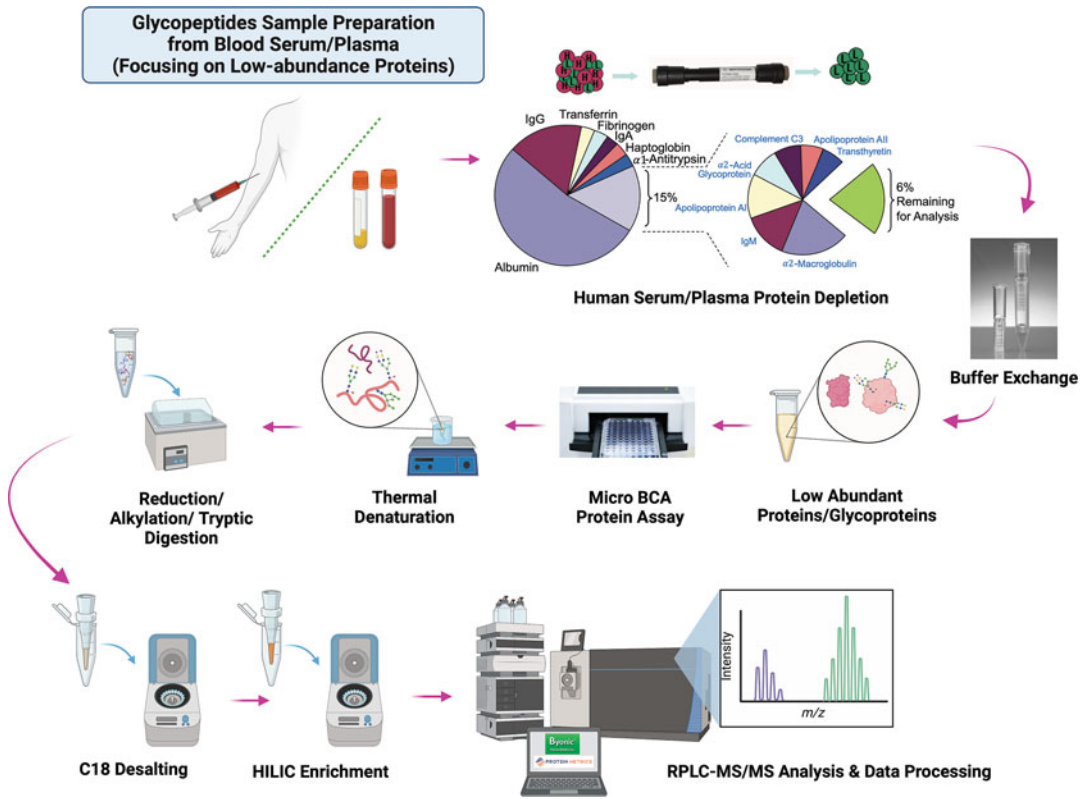 Glycopeptides Sample Preparation
from Blood Serum/Plasma
(Focusing on Low-abundance Proteins)
H H H H H H H L L L
L L L L L L L
IgG
Transferrin
Fibrinogen
IgA
Haptoglobin
α1-Antitrypsin
15%
Albumin
Complement C3
Apolipoprotein AII
Transthyretin
α2-Acid
Glycoprotein
Apolipoprotein AI
IgM
α2-Macroglobulin
6%
Remaining
for Analysis
Human Serum/Plasma Protein Depletion
Buffer Exchange
Reduction/
Alkylation/ Tryptic
Digestion
Thermal
Denaturation
Micro BCA
Protein Assay
Low Abundant
Proteins/Glycoproteins
C18 Desalting
HILIC Enrichment
Intensity
m/z
Byonic
PROTEIN METRICS
RPLC-MS/MS Analysis & Data Processing